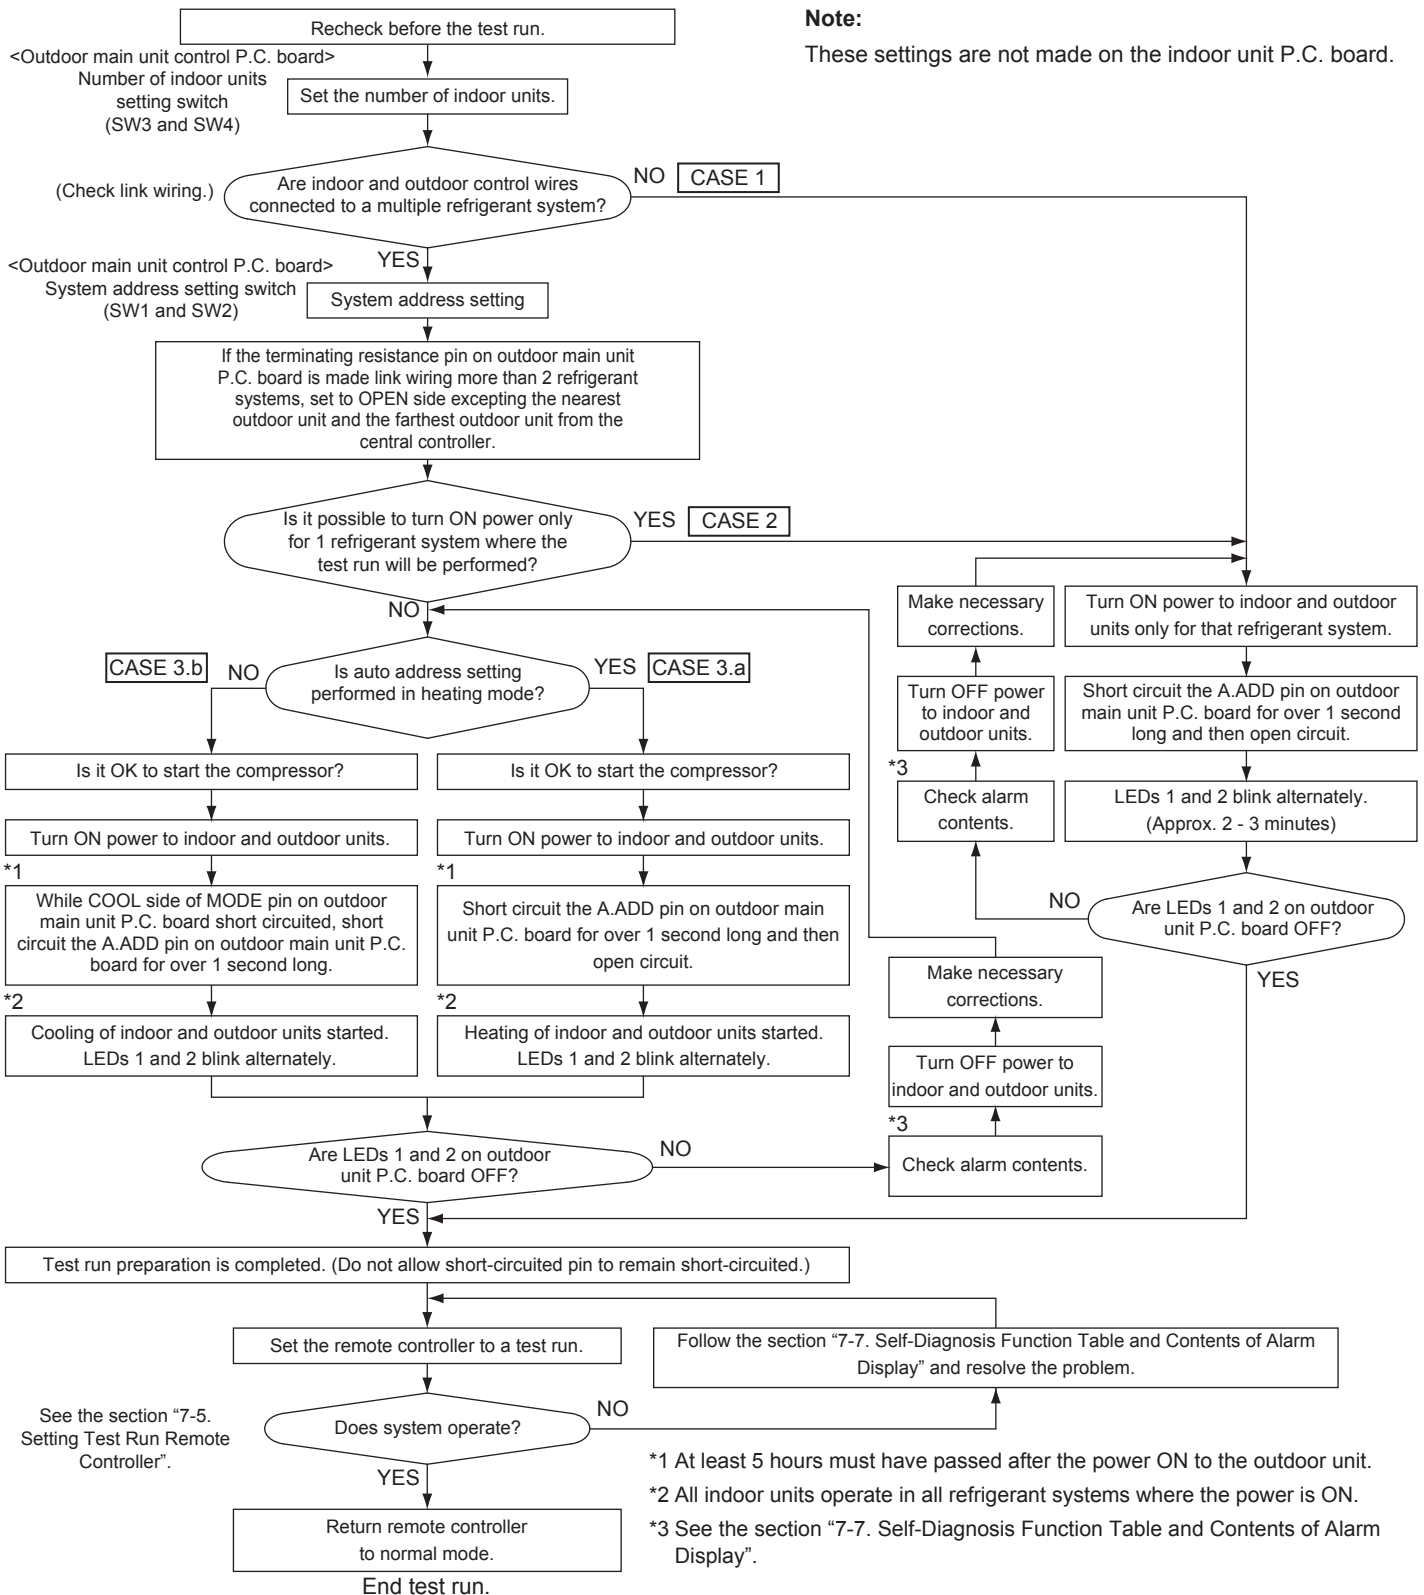 Recheck before the test run.
Note:
These settings are not made on the indoor unit P.C. board.
<Outdoor main unit control P.C. board>
Number of indoor units
setting switch
(SW3 and SW4)
Set the number of indoor units.
(Check link wiring.)
Are indoor and outdoor control wires
connected to a multiple refrigerant system?
NO
CASE 1
YES
<Outdoor main unit control P.C. board>
System address setting switch
(SW1 and SW2)
System address setting
If the terminating resistance pin on outdoor main unit
P.C. board is made link wiring more than 2 refrigerant
systems, set to OPEN side excepting the nearest
outdoor unit and the farthest outdoor unit from the
central controller.
Is it possible to turn ON power only
for 1 refrigerant system where the
test run will be performed?
YES
CASE 2
NO
CASE 3.b
NO
Is auto address setting
performed in heating mode?
YES
CASE 3.a
Is it OK to start the compressor?
Turn ON power to indoor and outdoor units.
*1
While COOL side of MODE pin on outdoor
main unit P.C. board short circuited, short
circuit the A.ADD pin on outdoor main unit P.C.
board for over 1 second long.
*2
Cooling of indoor and outdoor units started.
LEDs 1 and 2 blink alternately.
Is it OK to start the compressor?
Turn ON power to indoor and outdoor units.
*1
Short circuit the A.ADD pin on outdoor main
unit P.C. board for over 1 second long and then
open circuit.
*2
Heating of indoor and outdoor units started.
LEDs 1 and 2 blink alternately.
Make necessary
corrections.
Turn OFF power
to indoor and
outdoor units.
*3
Check alarm
contents.
Turn ON power to indoor and outdoor
units only for that refrigerant system.
Short circuit the A.ADD pin on outdoor
main unit P.C. board for over 1 second
long and then open circuit.
LEDs 1 and 2 blink alternately.
(Approx. 2 - 3 minutes)
NO
Are LEDs 1 and 2 on outdoor
unit P.C. board OFF?
YES
Make necessary
corrections.
Turn OFF power to
indoor and outdoor units.
*3
Check alarm contents.
Are LEDs 1 and 2 on outdoor
unit P.C. board OFF?
NO
YES
Test run preparation is completed. (Do not allow short-circuited pin to remain short-circuited.)
Set the remote controller to a test run.
Follow the section “7-7. Self-Diagnosis Function Table and Contents of Alarm
Display” and resolve the problem.
See the section “7-5.
Setting Test Run Remote
Controller”.
Does system operate?
NO
YES
Return remote controller
to normal mode.
End test run.
*1 At least 5 hours must have passed after the power ON to the outdoor unit.
*2 All indoor units operate in all refrigerant systems where the power is ON.
*3 See the section “7-7. Self-Diagnosis Function Table and Contents of Alarm
Display”.